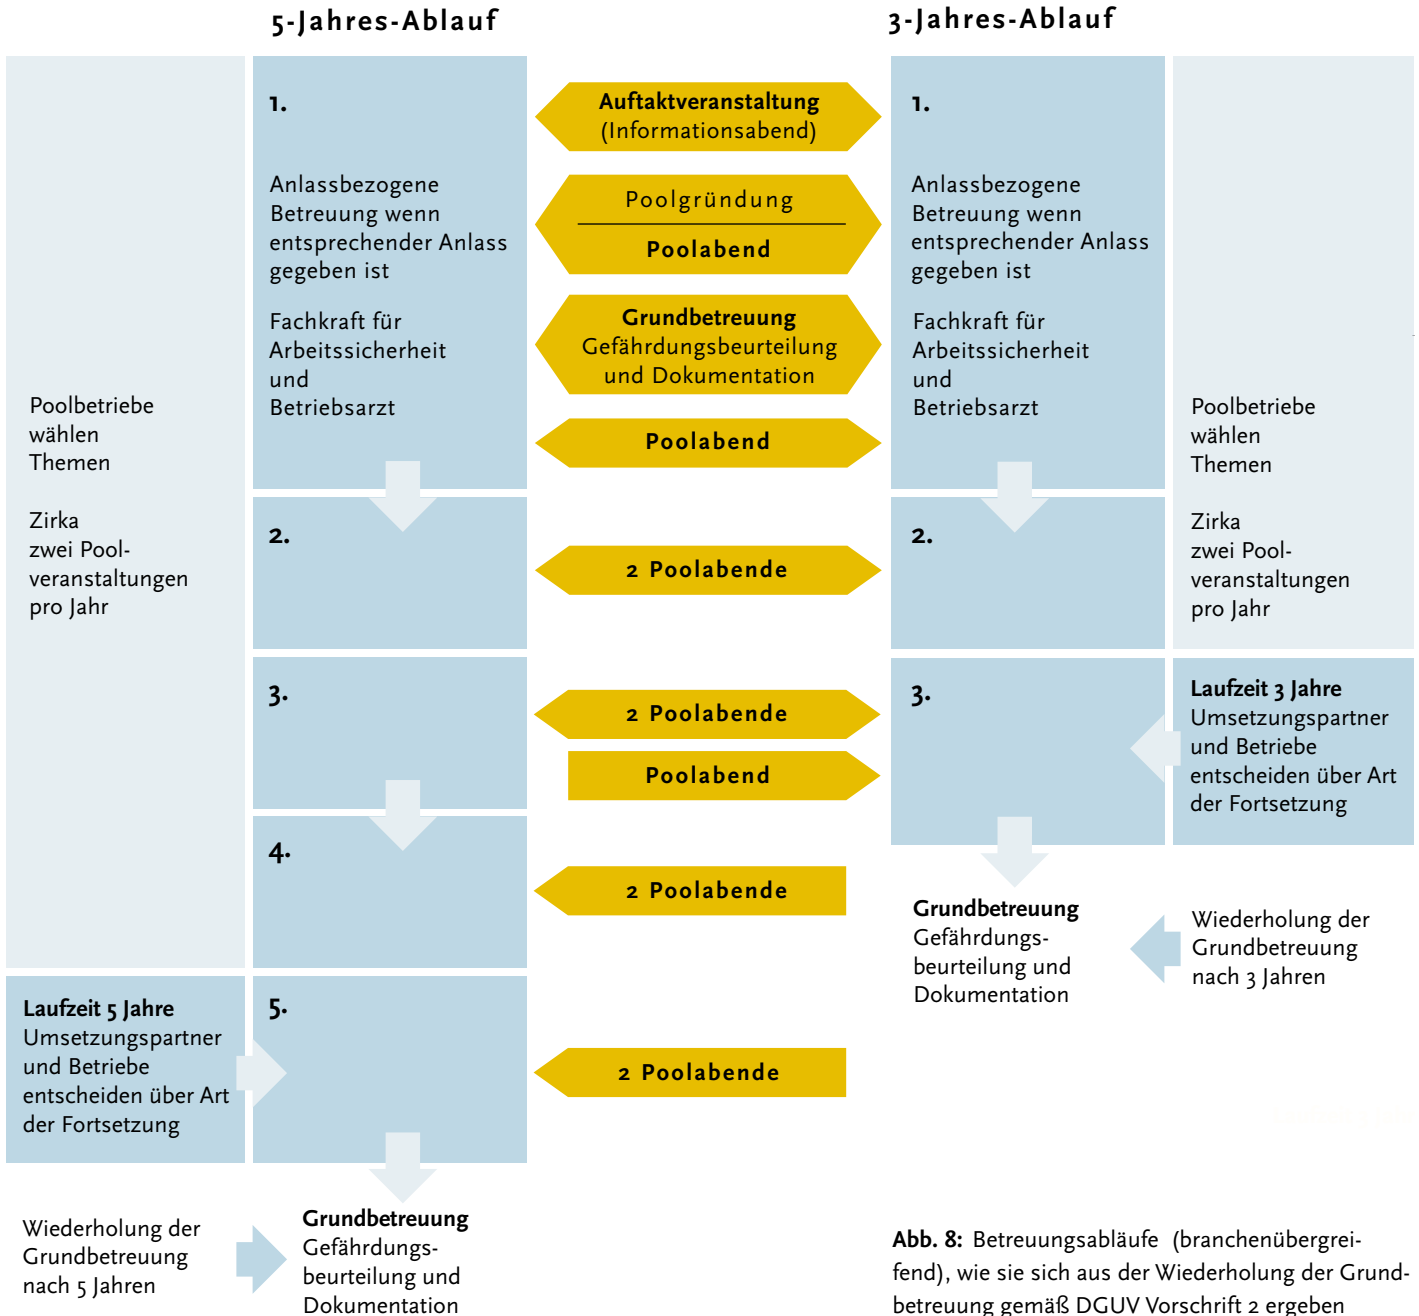 5-Jahres-Ablauf
3-Jahres-Ablauf
Poolbetriebe
wählen
Themen
Zirka
zwei Pool-
veranstaltungen
pro Jahr
Laufzeit 5 Jahre
Umsetzungspartner
und Betriebe
entscheiden über Art
der Fortsetzung
Wiederholung der
Grundbetreuung
nach 5 Jahren
1.
Anlassbezogene
Betreuung wenn
entsprechender Anlass
gegeben ist
Fachkraft für
Arbeitssicherheit
und
Betriebsarzt
2.
3.
4.
5.
Grundbetreuung
Gefährdungs-
beurteilung und
Dokumentation
Auftaktveranstaltung
(Informationsabend)
Poolgründung
Poolabend
Grundbetreuung
Gefährdungsbeurteilung
und Dokumentation
Poolabend
2 Poolabende
2 Poolabende
Poolabend
2 Poolabende
2 Poolabende
1.
Anlassbezogene
Betreuung wenn
entsprechender Anlass
gegeben ist
Fachkraft für
Arbeitssicherheit
und
Betriebsarzt
2.
3.
Grundbetreuung
Gefährdungs-
beurteilung und
Dokumentation
Poolbetriebe
wählen
Themen
Zirka
zwei Pool-
veranstaltungen
pro Jahr
Laufzeit 3 Jahre
Umsetzungspartner
und Betriebe
entscheiden über Art
der Fortsetzung
Wiederholung der
Grundbetreuung
nach 3 Jahren
Abb. 8: Betreuungsabläufe (branchenübergrei-
fend), wie sie sich aus der Wiederholung der Grund-
betreuung gemäß DGUV Vorschrift 2 ergeben